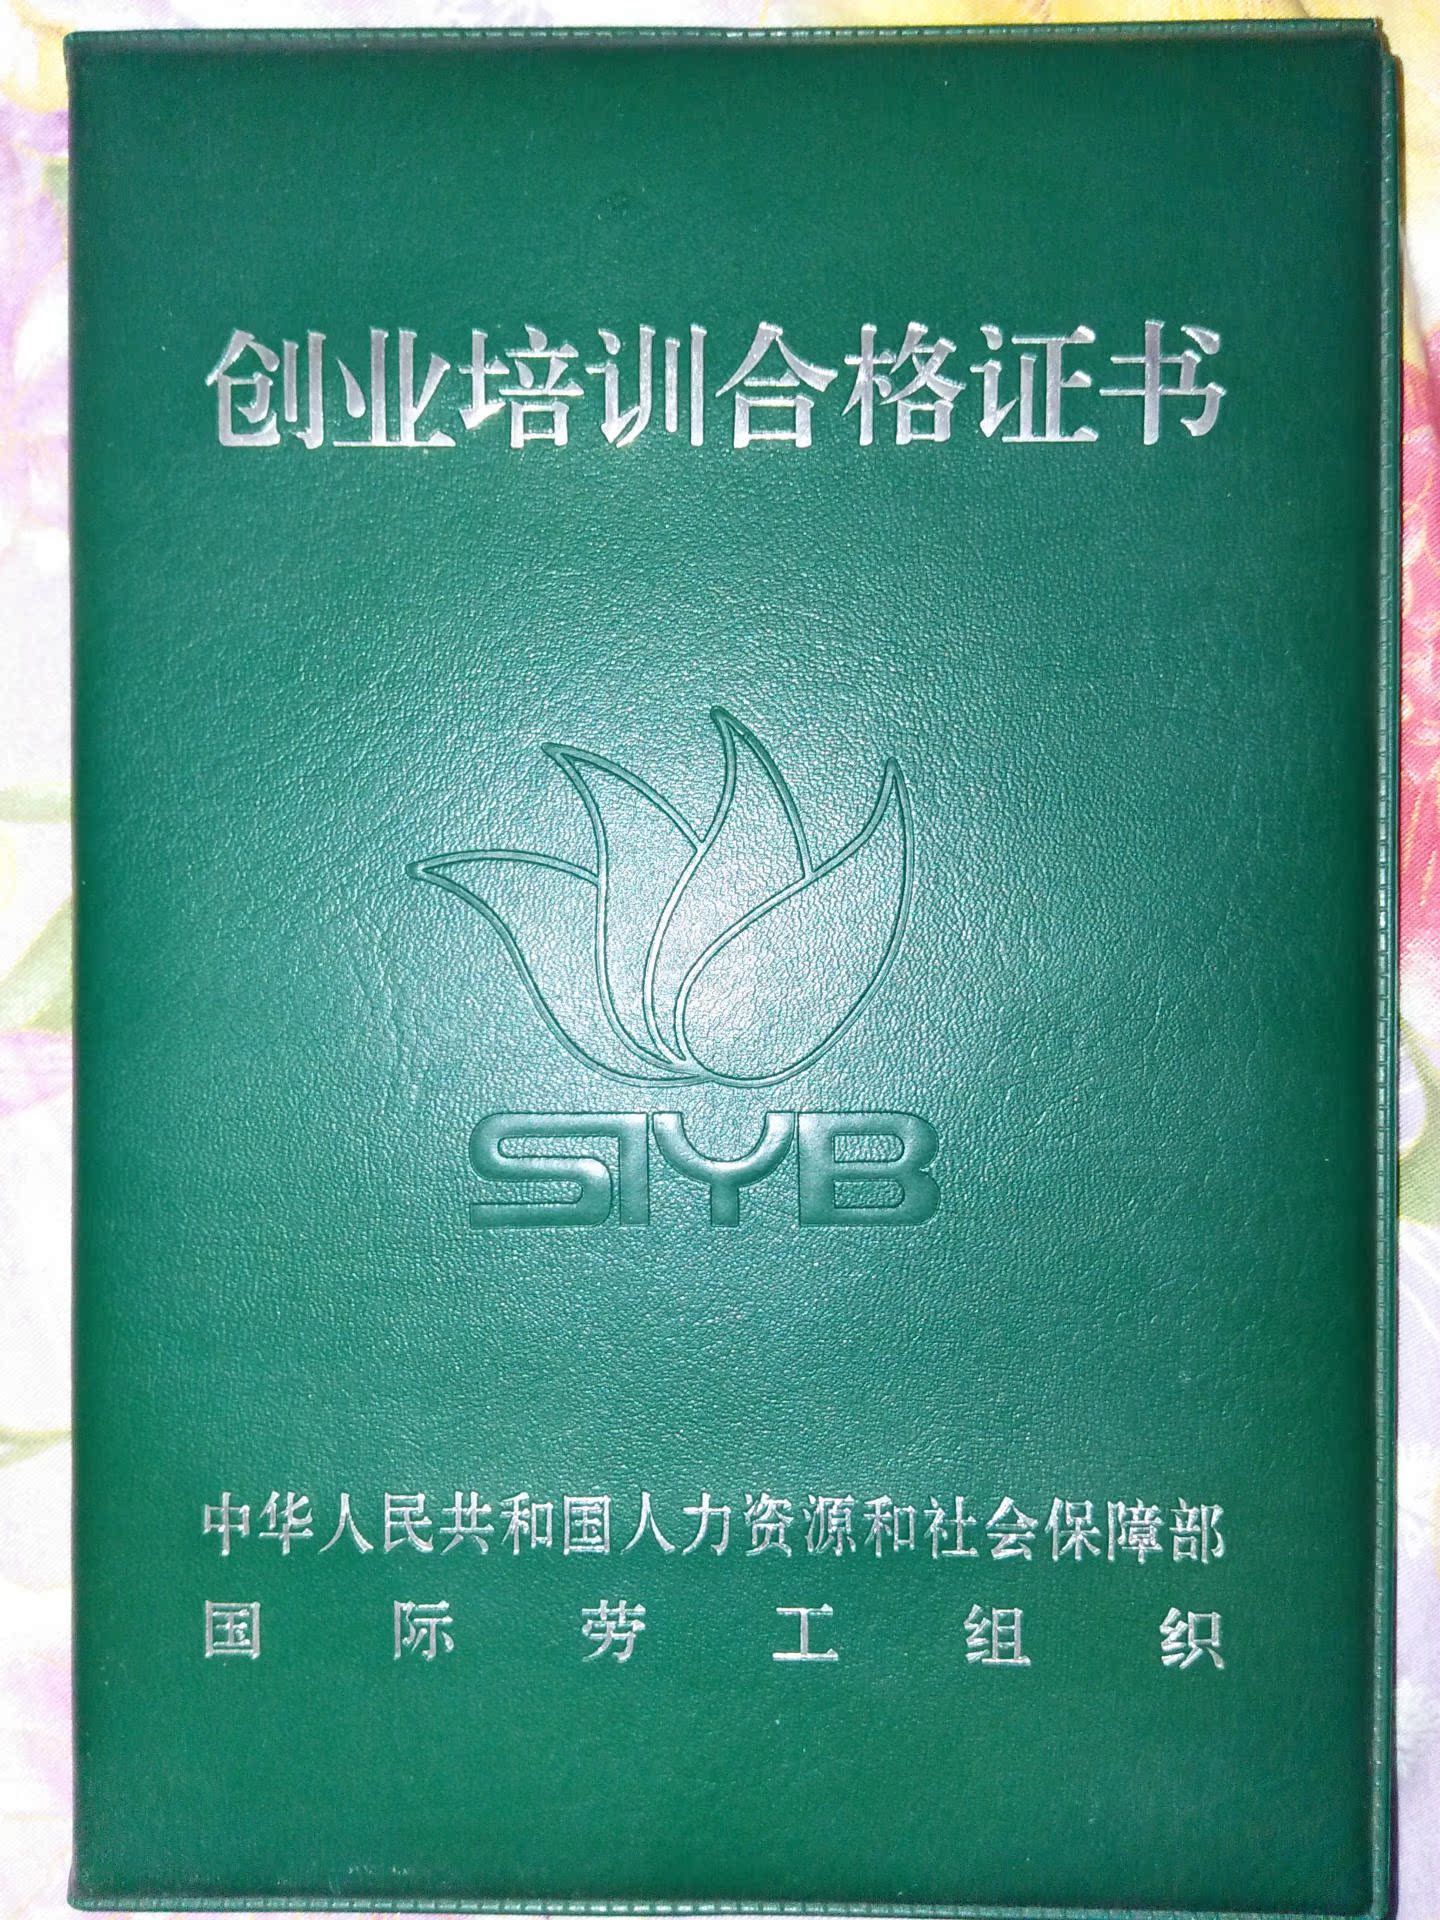 创业培训合格证书
SIYB
中华人民共和国人力资源和社会保障部
国际劳工组织